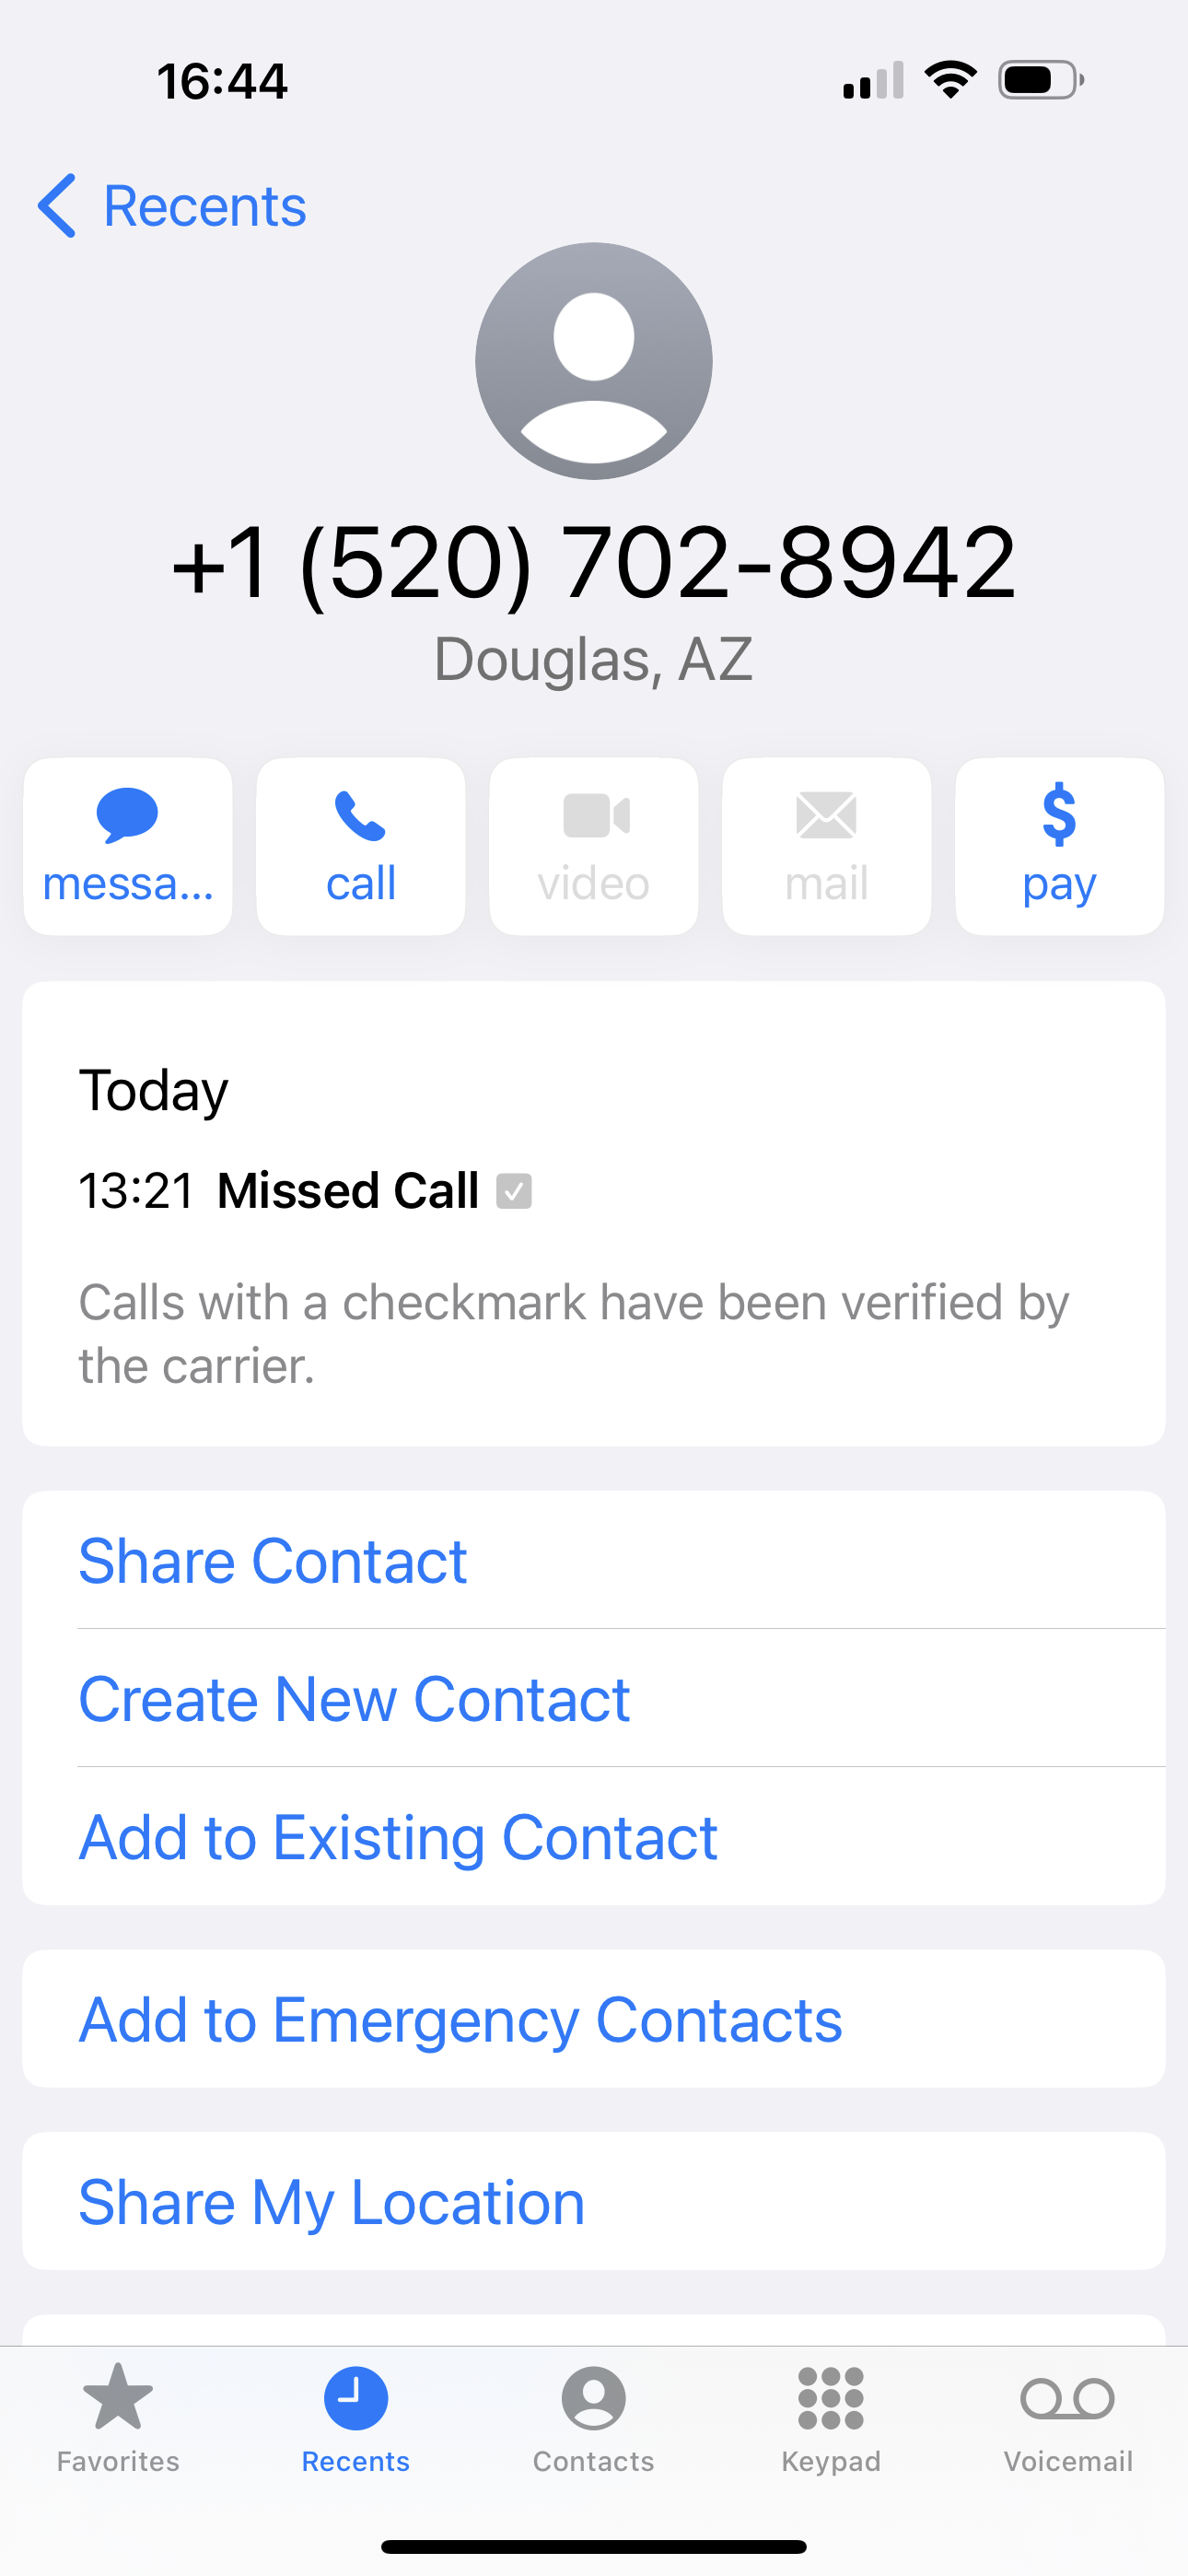 16:44
Recents
+1 (520) 702-8942
Douglas, AZ
messa...
call
video
mail
$
pay
Today
13:21 Missed Call
Calls with a checkmark have been verified by
the carrier.
Share Contact
Create New Contact
Add to Existing Contact
Add to Emergency Contacts
Share My Location
Favorites
Recents
Contacts
Keypad
Voicemail